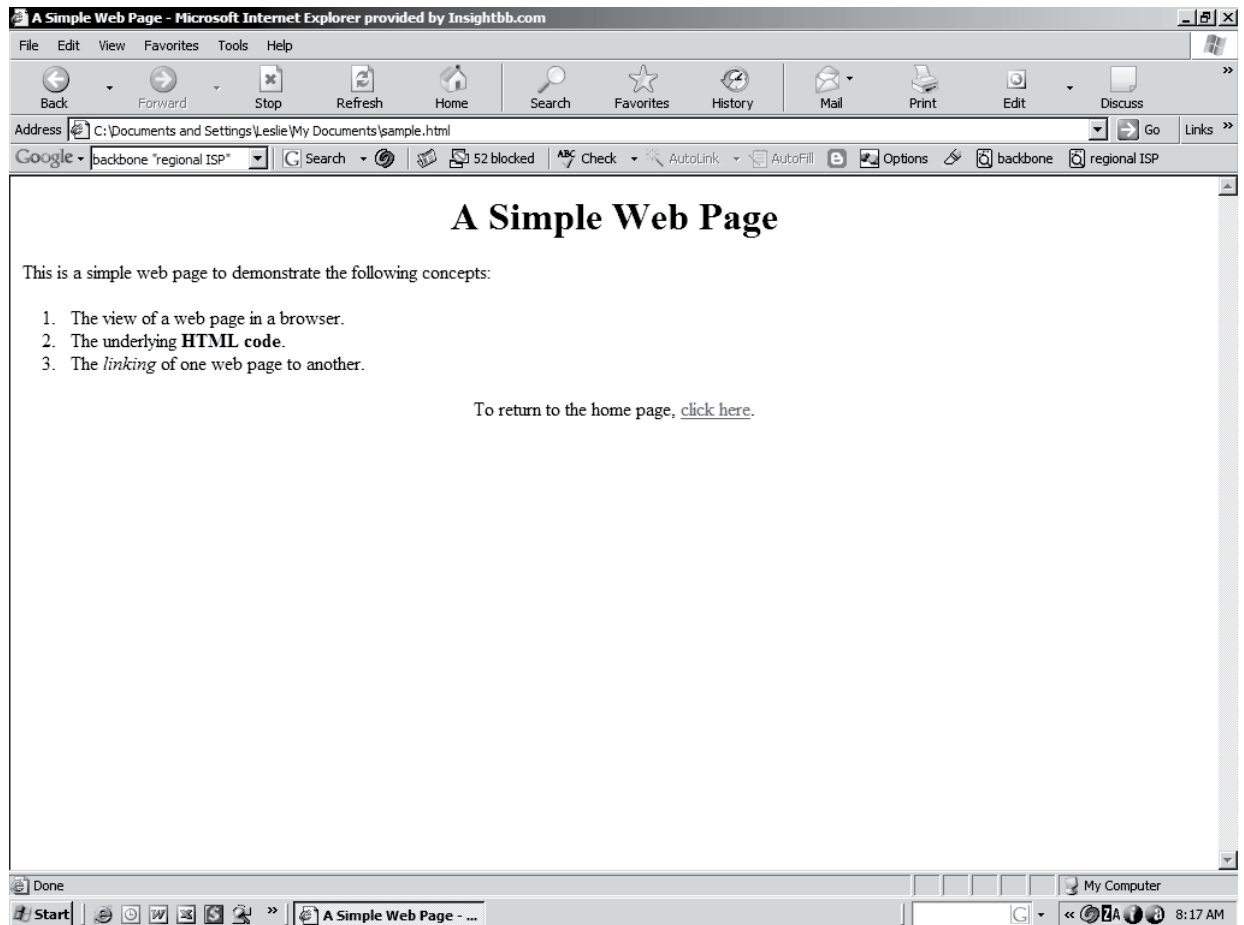 A Simple Web Page - Microsoft Internet Explorer provided by Insightbb.com
File Edit View Favorites Tools Help
Back Forward Stop Refresh Home Search Favorites History Mail Print Edit Discuss
Address C:\Documents and Settings\Leslie\My Documents\sample.html Go Links
Google backbone "regional ISP" Search 52 blocked ABC Check AutoLink AutoFill Options backbone regional ISP
A Simple Web Page
This is a simple web page to demonstrate the following concepts:
1. The view of a web page in a browser.
2. The underlying HTML code.
3. The linking of one web page to another.
To return to the home page, click here.
Done My Computer
Start A Simple Web Page - ... 8:17 AM